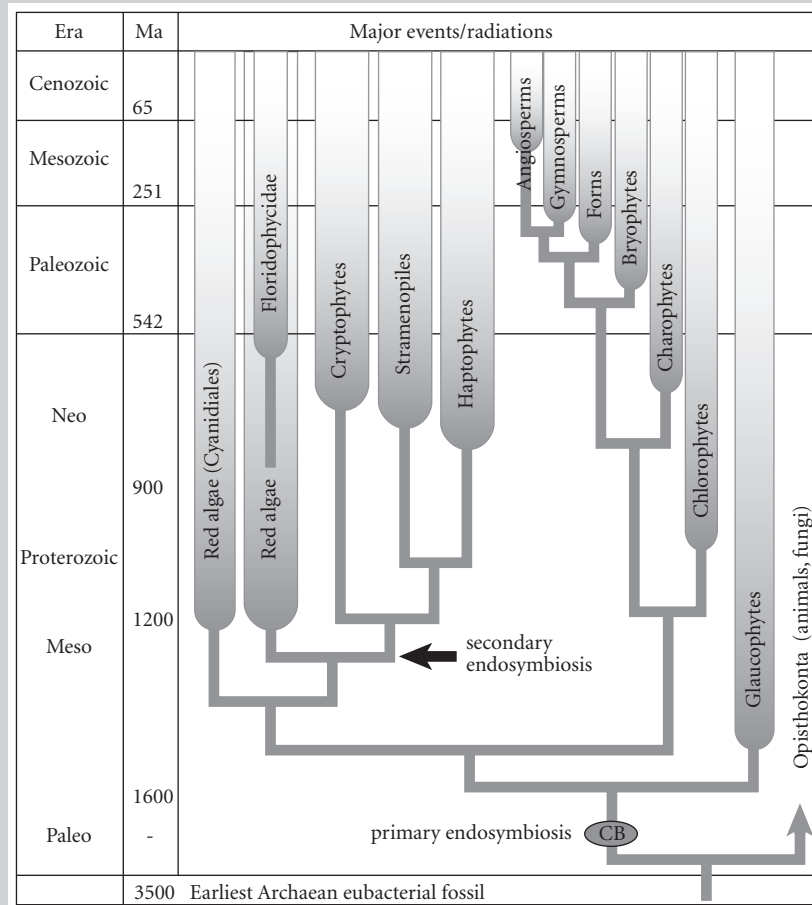 Era Ma Major events/radiations
Cenozoic
65
Mesozoic
251
Paleozoic
542
Neo
900
Proterozoic
1200
Meso
1600
Paleo -
3500 Earliest Archaean eubacterial fossil
Red algae (Cyanidiales)
Floridophycidae
Red algae
Cryptophytes
Stramenopiles
Haptophytes
Angiosperms
Gymnosperms
Forns
Bryophytes
Charophytes
Chlorophytes
Glaucophytes
Opisthokonta (animals, fungi)
secondary
endosymbiosis
primary endosymbiosis CB